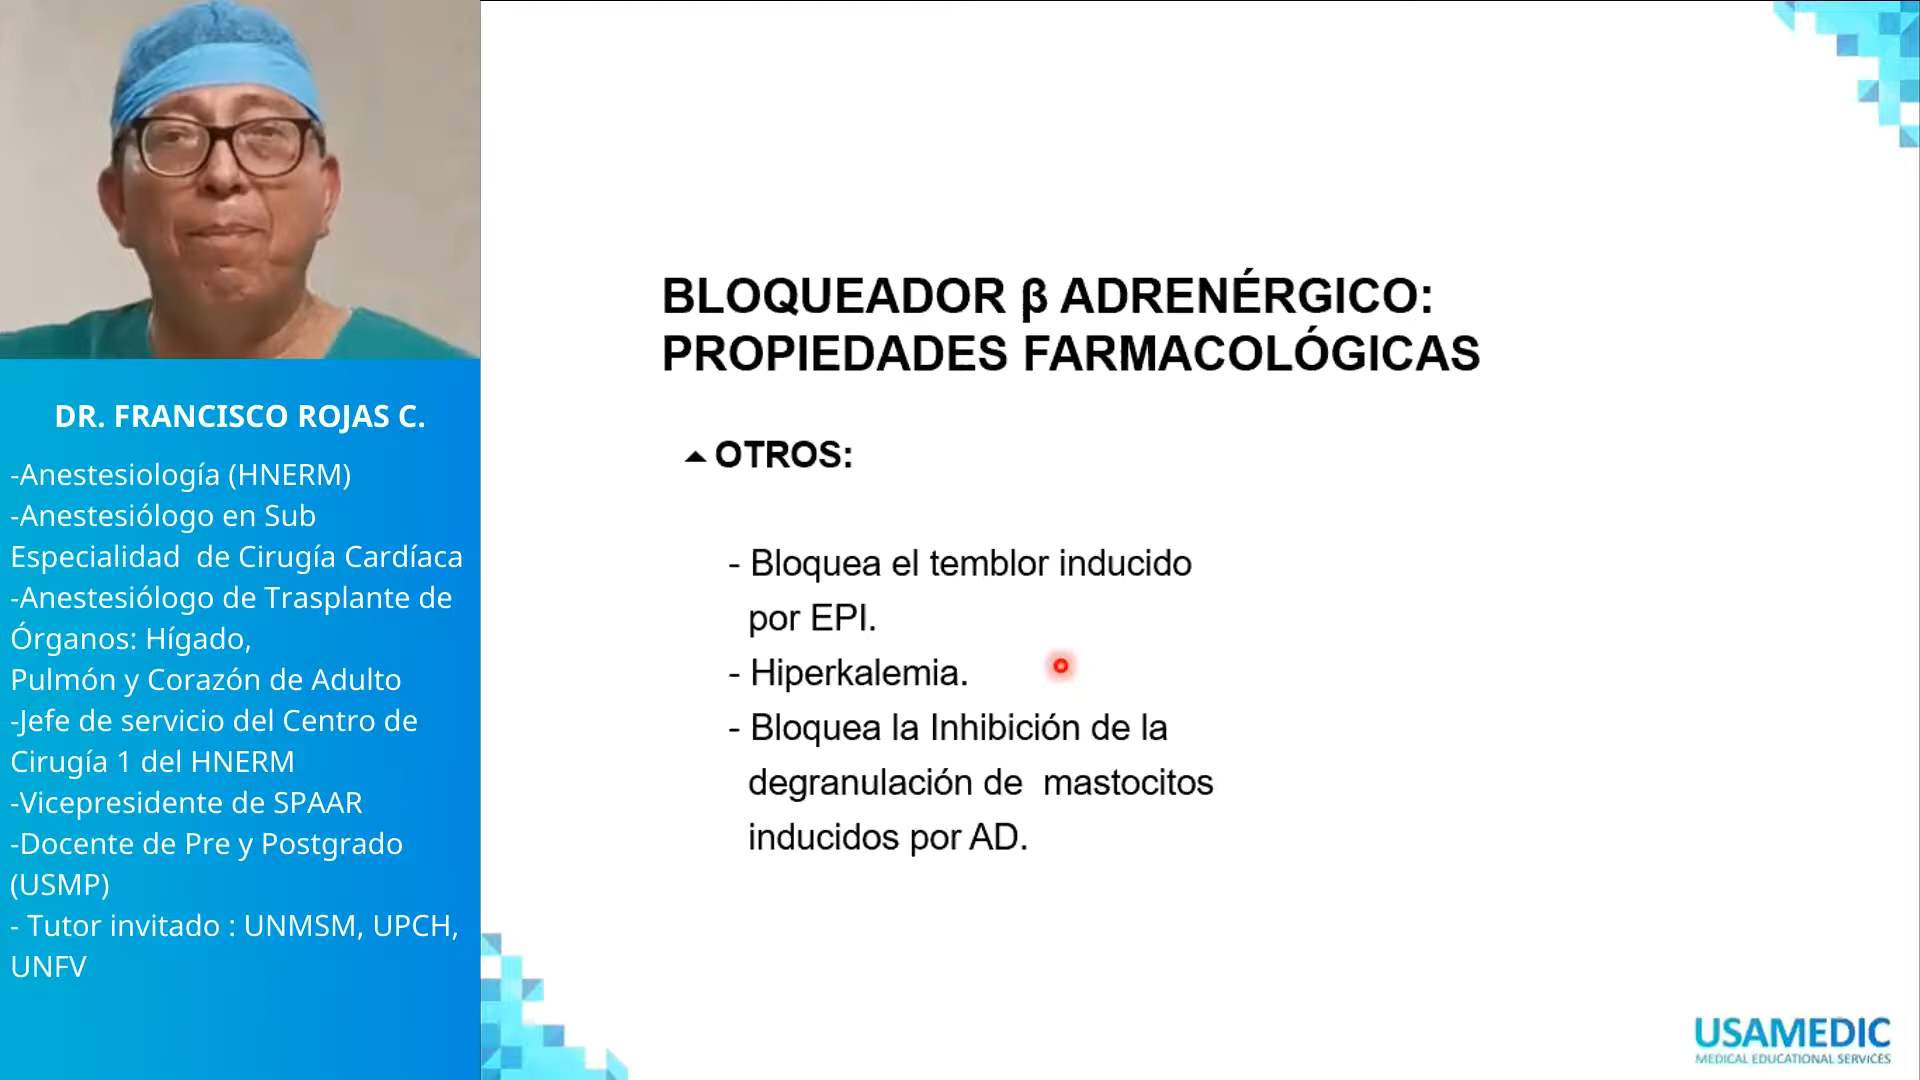 DR. FRANCISCO ROJAS C.
-Anestesiología (HNERM)
-Anestesiólogo en Sub
Especialidad  de Cirugía Cardíaca
-Anestesiólogo de Trasplante de
Órganos: Hígado,
Pulmón y Corazón de Adulto
-Jefe de servicio del Centro de
Cirugía 1 del HNERM
-Vicepresidente de SPAAR
-Docente de Pre y Postgrado
(USMP)
- Tutor invitado : UNMSM, UPCH,
UNFV
BLOQUEADOR β ADRENÉRGICO:
PROPIEDADES FARMACOLÓGICAS
OTROS:
- Bloquea el temblor inducido
por EPI.
- Hiperkalemia.
- Bloquea la Inhibición de la
degranulación de  mastocitos
inducidos por AD.
USAMEDIC
MEDICAL EDUCATIONAL SERVICES